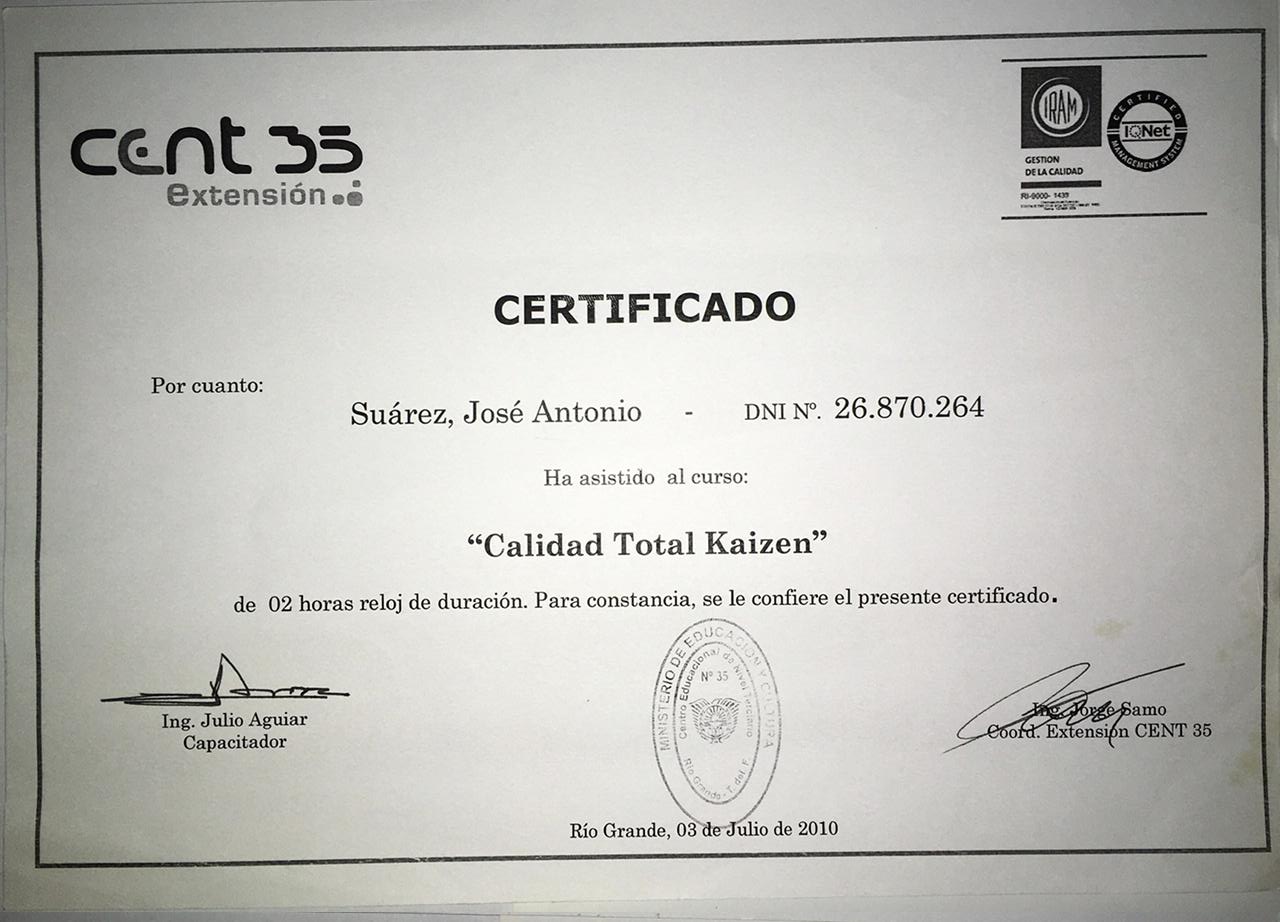 cent 35
extensión
IRAM
GESTION
DE LA CALIDAD
RI-9000- 1439
CERTIFIED
IQNet
MANAGEMENT SYSTEM
CERTIFICADO
Por cuanto:
Suárez, José Antonio - DNI Nº. 26.870.264
Ha asistido al curso:
“Calidad Total Kaizen”
de 02 horas reloj de duración. Para constancia, se le confiere el presente certificado.
Ing. Julio Aguiar
Capacitador
MINISTERIO DE EDUCACION Y CULTURA
Centro Educacional de Nivel Terciario
Nº 35
Río Grande - T. del F.
Ing. Jorge Samo
Coord. Extensión CENT 35
Río Grande, 03 de Julio de 2010